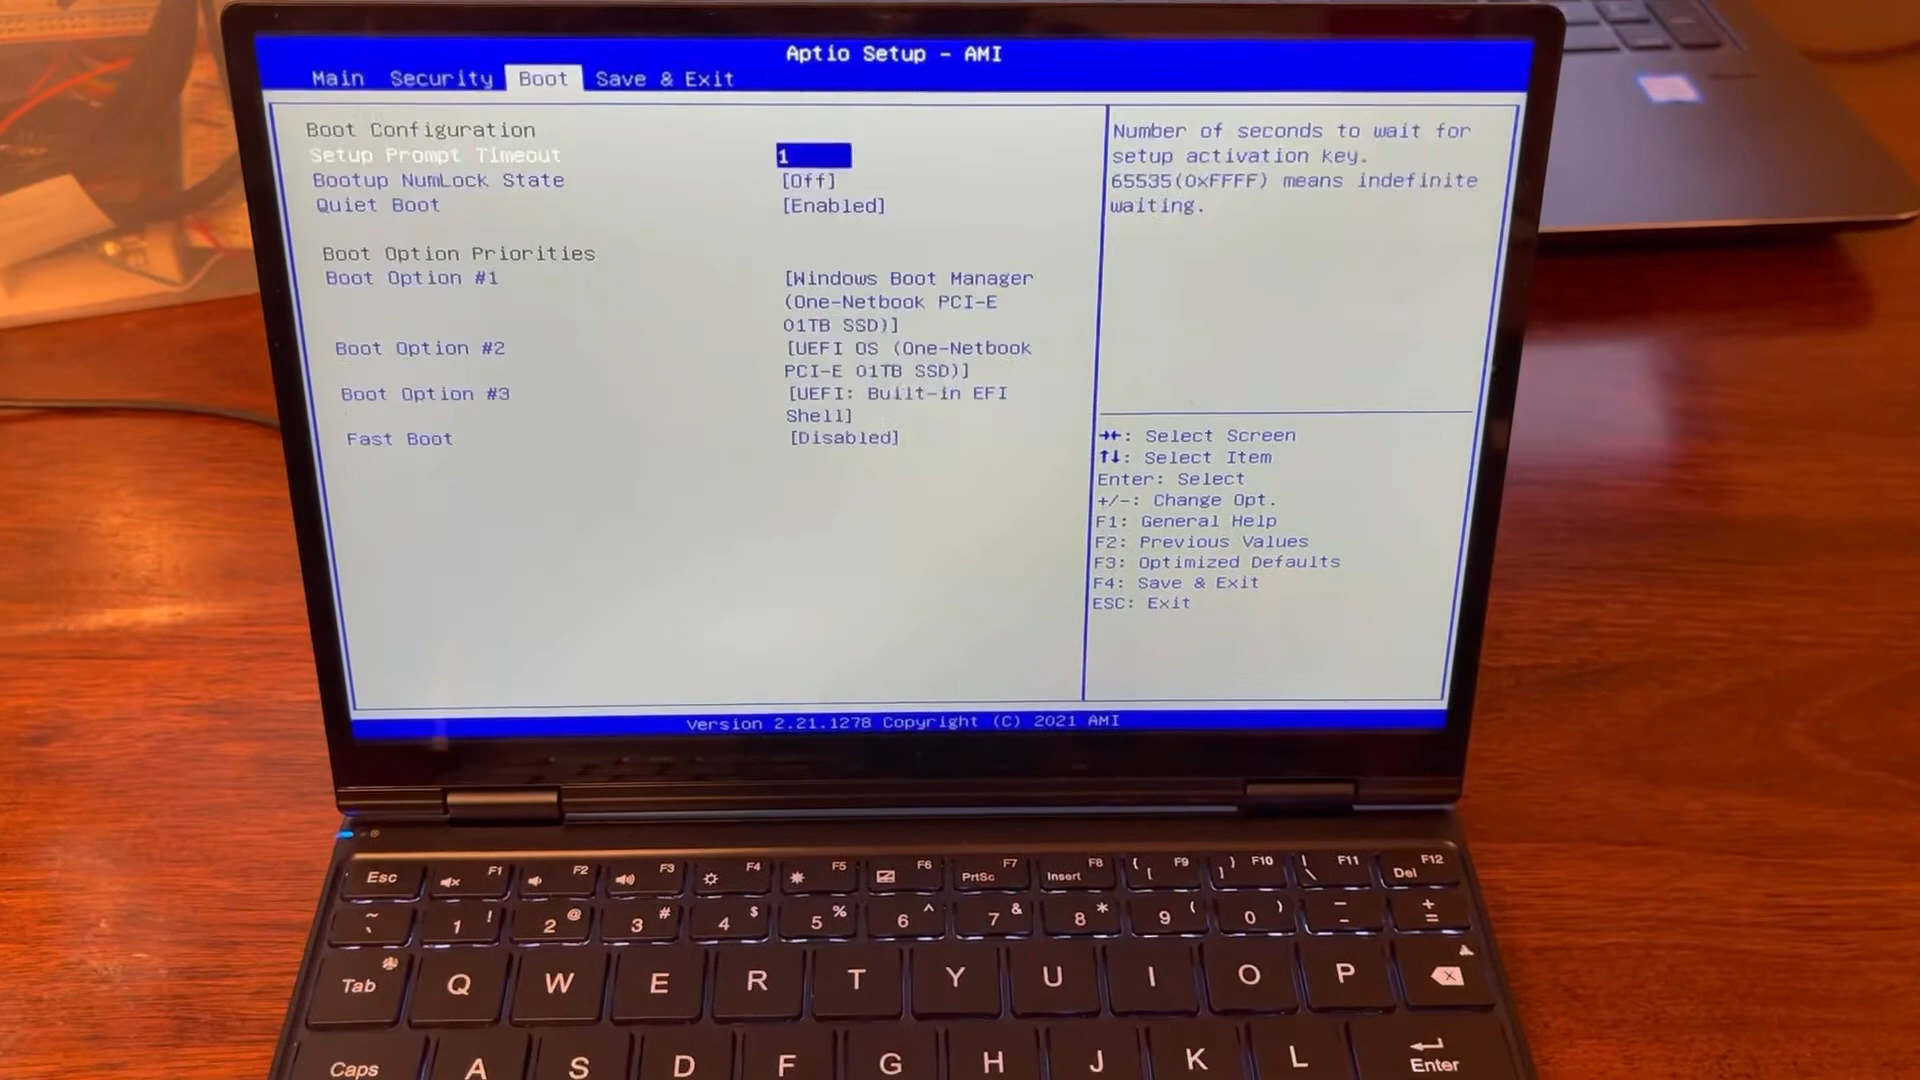 Aptio Setup - AMI
Main Security Boot Save & Exit
Boot Configuration
Setup Prompt Timeout 1
Bootup NumLock State [Off]
Quiet Boot [Enabled]
Boot Option Priorities
Boot Option #1 [Windows Boot Manager
(One-Netbook PCI-E
01TB SSD)]
Boot Option #2 [UEFI OS (One-Netbook
PCI-E 01TB SSD)]
Boot Option #3 [UEFI: Built-in EFI
Shell]
Fast Boot [Disabled]
Number of seconds to wait for
setup activation key.
65535(0xFFFF) means indefinite
waiting.
→←: Select Screen
↑↓: Select Item
Enter: Select
+/-: Change Opt.
F1: General Help
F2: Previous Values
F3: Optimized Defaults
F4: Save & Exit
ESC: Exit
Version 2.21.1278 Copyright (C) 2021 AMI
Esc F1 F2 F3 F4 F5 F6 PrtSc F7 Insert F8 { [ F9 } ] F10 | \ F11 Del F12
~ ` 1 ! 2 @ 3 # 4 $ 5 % 6 ^ 7 & 8 * 9 ( 0 ) _ - + =
Tab Q W E R T Y U I O P
Caps A S D F G H J K L Enter